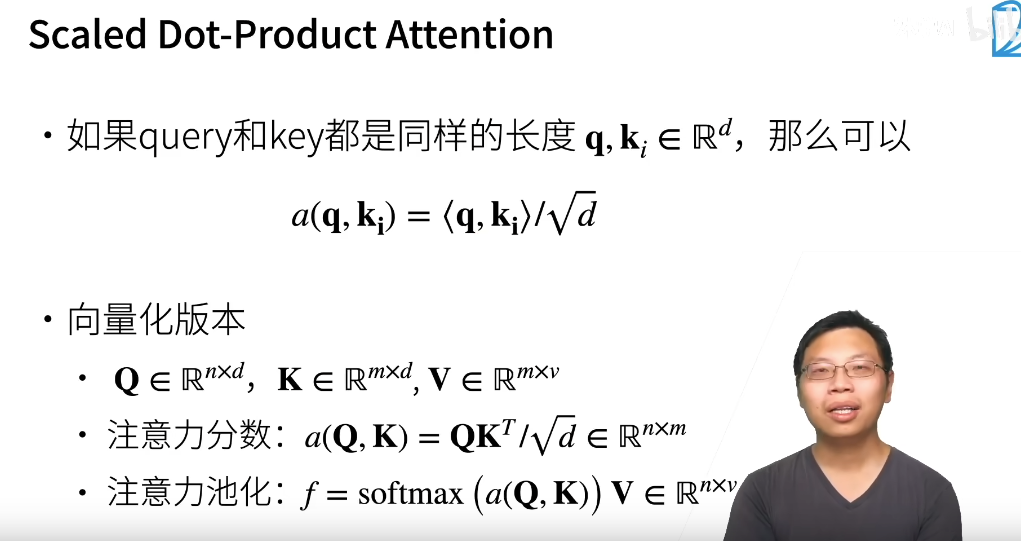 Scaled Dot-Product Attention
• 如果query和key都是同样的长度 q, kᵢ ∈ ℝᵈ，那么可以
a(q, kᵢ) = ⟨q, kᵢ⟩/√d
• 向量化版本
• Q ∈ ℝⁿˣᵈ， K ∈ ℝᵐˣᵈ, V ∈ ℝᵐˣᵛ
• 注意力分数：a(Q, K) = QKᵀ/√d ∈ ℝⁿˣᵐ
• 注意力池化：f = softmax (a(Q, K)) V ∈ ℝⁿˣᵛ